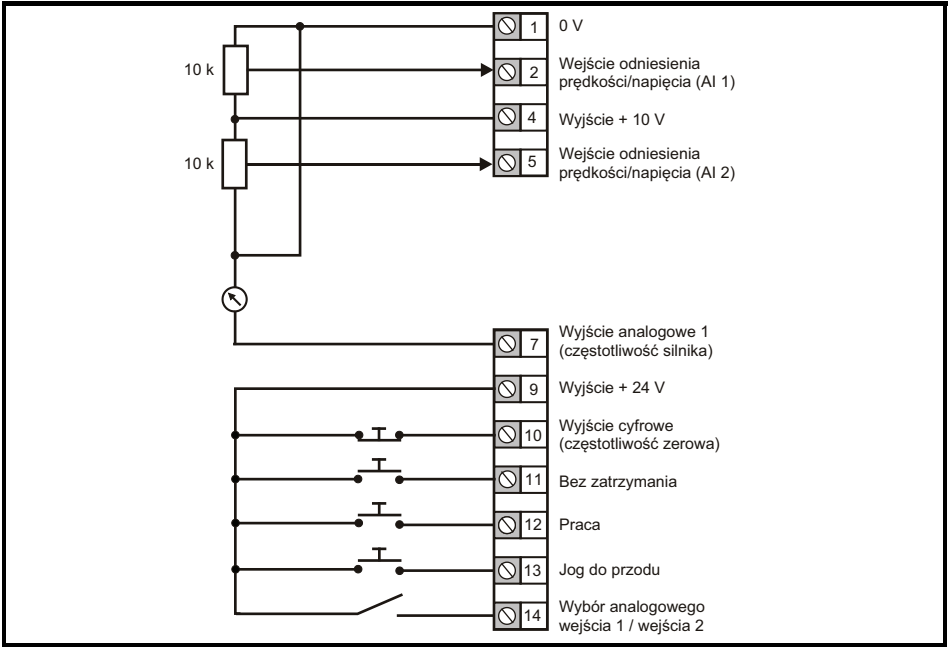 1 0 V
10 k
2 Wejście odniesienia
prędkości/napięcia (AI 1)
4 Wyjście + 10 V
10 k
5 Wejście odniesienia
prędkości/napięcia (AI 2)
7 Wyjście analogowe 1
(częstotliwość silnika)
9 Wyjście + 24 V
10 Wyjście cyfrowe
(częstotliwość zerowa)
11 Bez zatrzymania
12 Praca
13 Jog do przodu
14 Wybór analogowego
wejścia 1 / wejścia 2